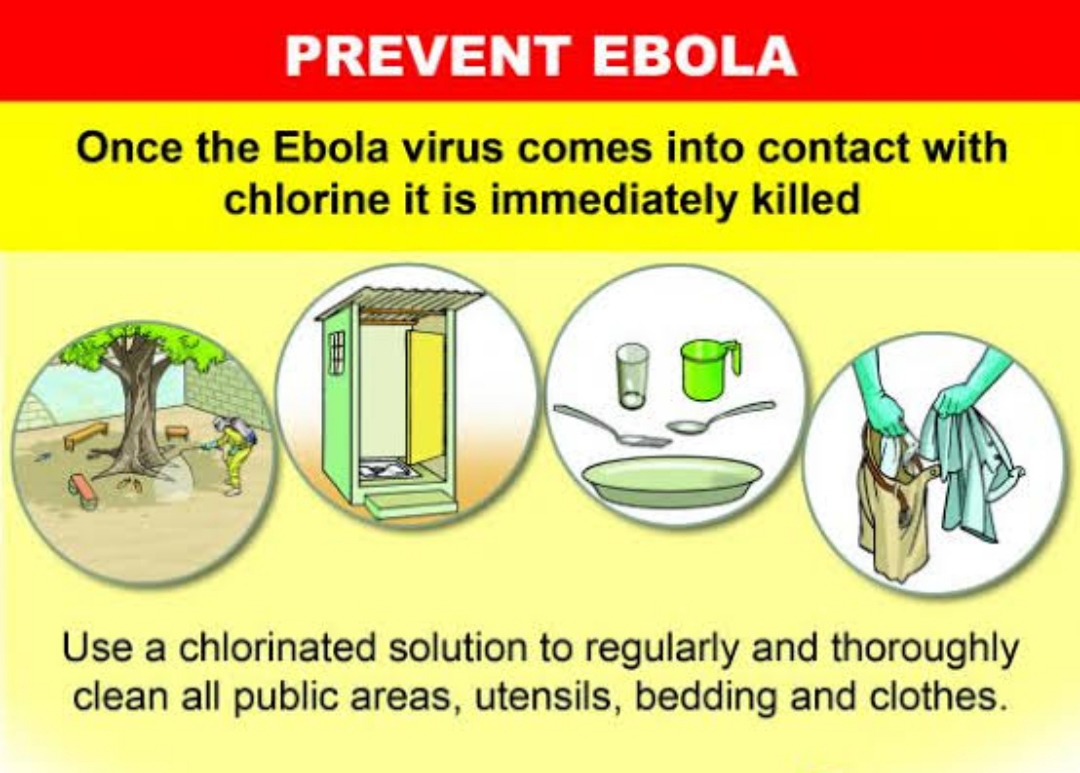 PREVENT EBOLA
Once the Ebola virus comes into contact with
chlorine it is immediately killed
Use a chlorinated solution to regularly and thoroughly
clean all public areas, utensils, bedding and clothes.